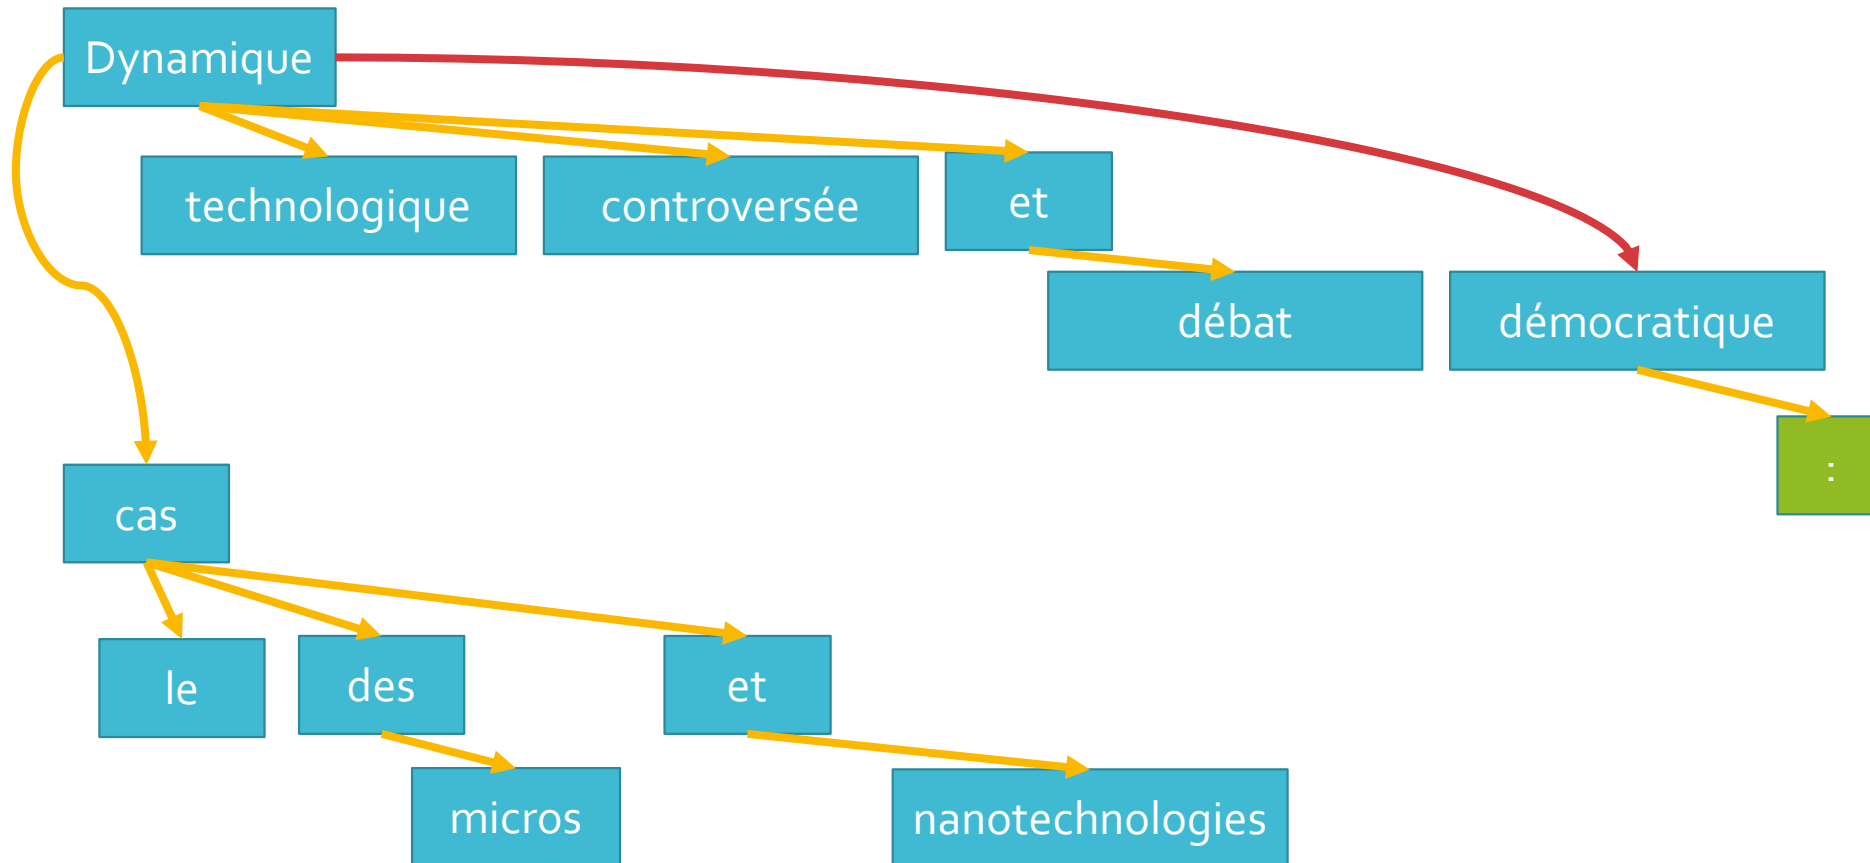 Dynamique
technologique controversée et
débat démocratique
:
cas
le des et
micros nanotechnologies